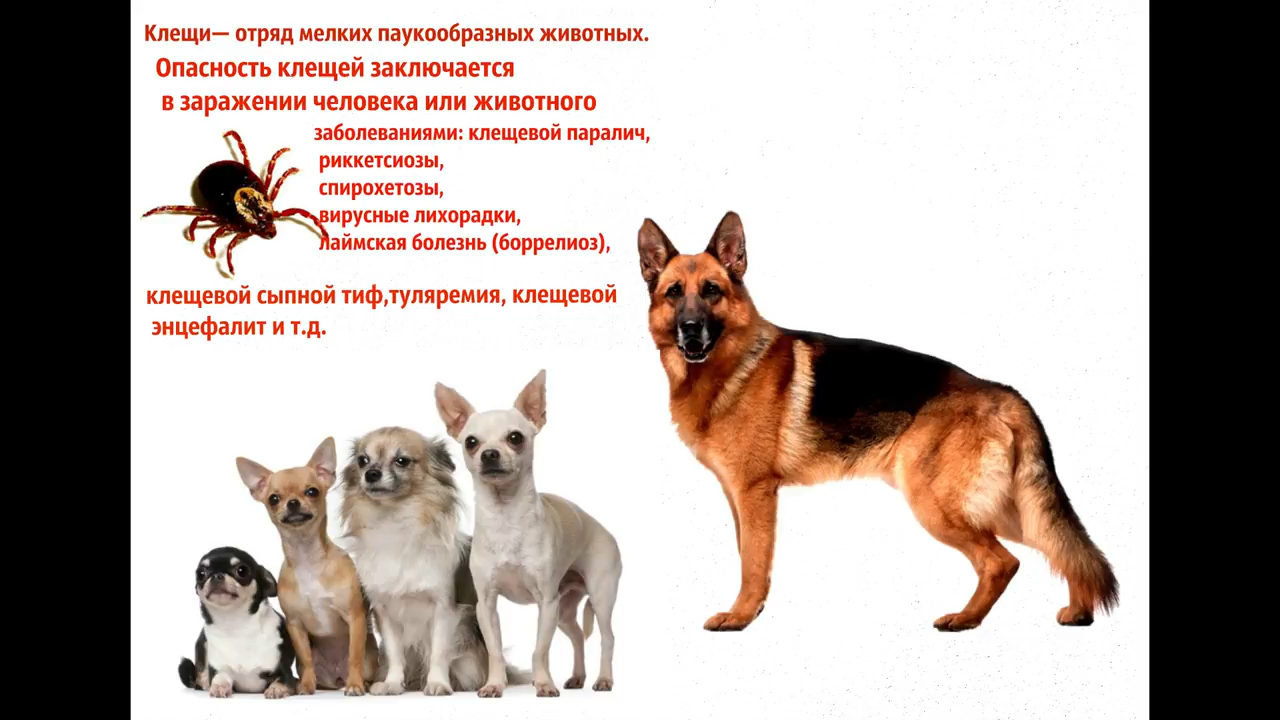 Клещи— отряд мелких паукообразных животных.
Опасность клещей заключается
в заражении человека или животного
заболеваниями: клещевой паралич,
риккетсиозы,
спирохетозы,
вирусные лихорадки,
лаймская болезнь (боррелиоз),
клещевой сыпной тиф,туляремия, клещевой
энцефалит и т.д.